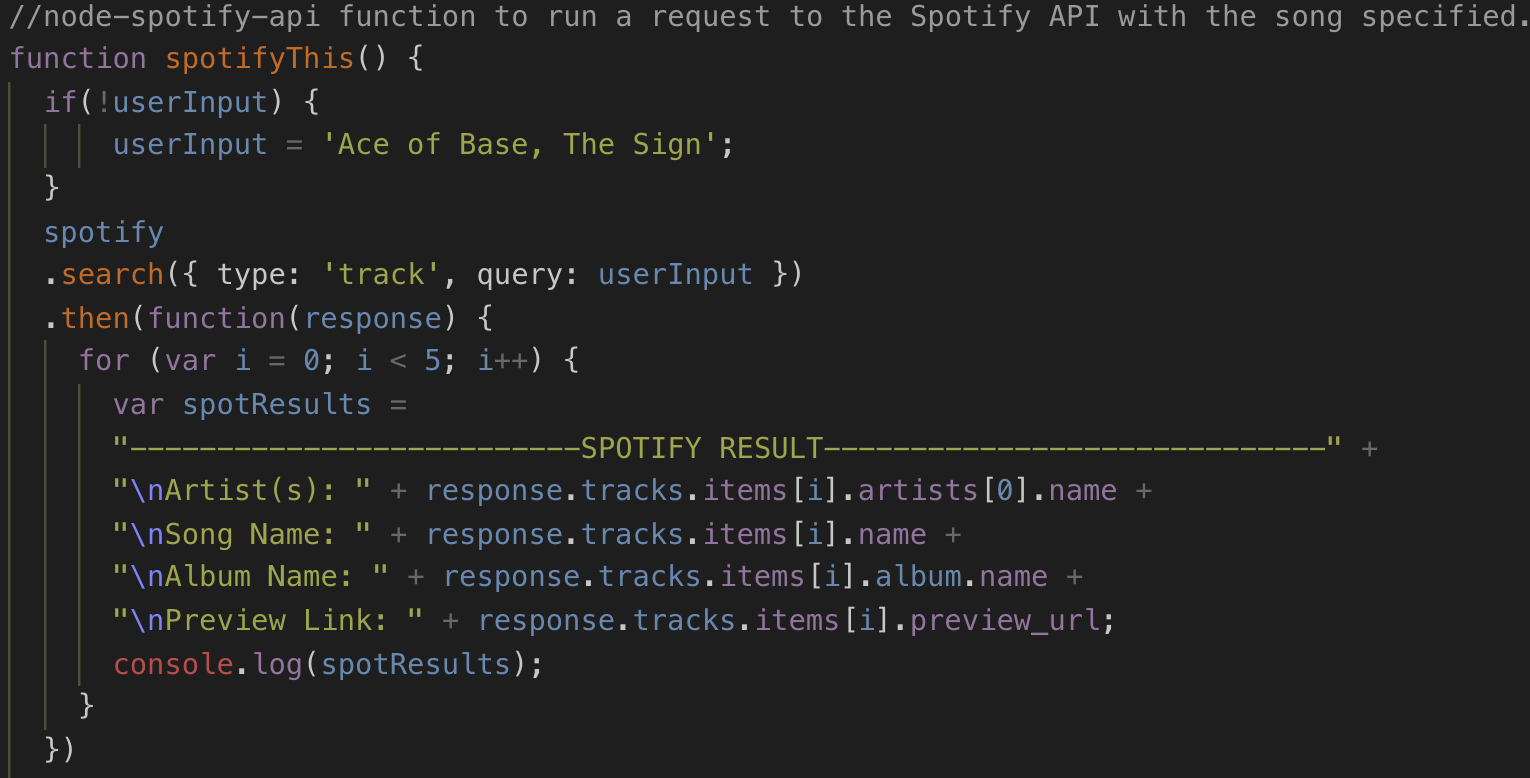 //node-spotify-api function to run a request to the Spotify API with the song specified.
function spotifyThis() {
if(!userInput) {
userInput = 'Ace of Base, The Sign';
}
spotify
.search({ type: 'track', query: userInput })
.then(function(response) {
for (var i = 0; i < 5; i++) {
var spotResults =
"--------------------------SPOTIFY RESULT-----------------------------" +
"\nArtist(s): " + response.tracks.items[i].artists[0].name +
"\nSong Name: " + response.tracks.items[i].name +
"\nAlbum Name: " + response.tracks.items[i].album.name +
"\nPreview Link: " + response.tracks.items[i].preview_url;
console.log(spotResults);
}
})